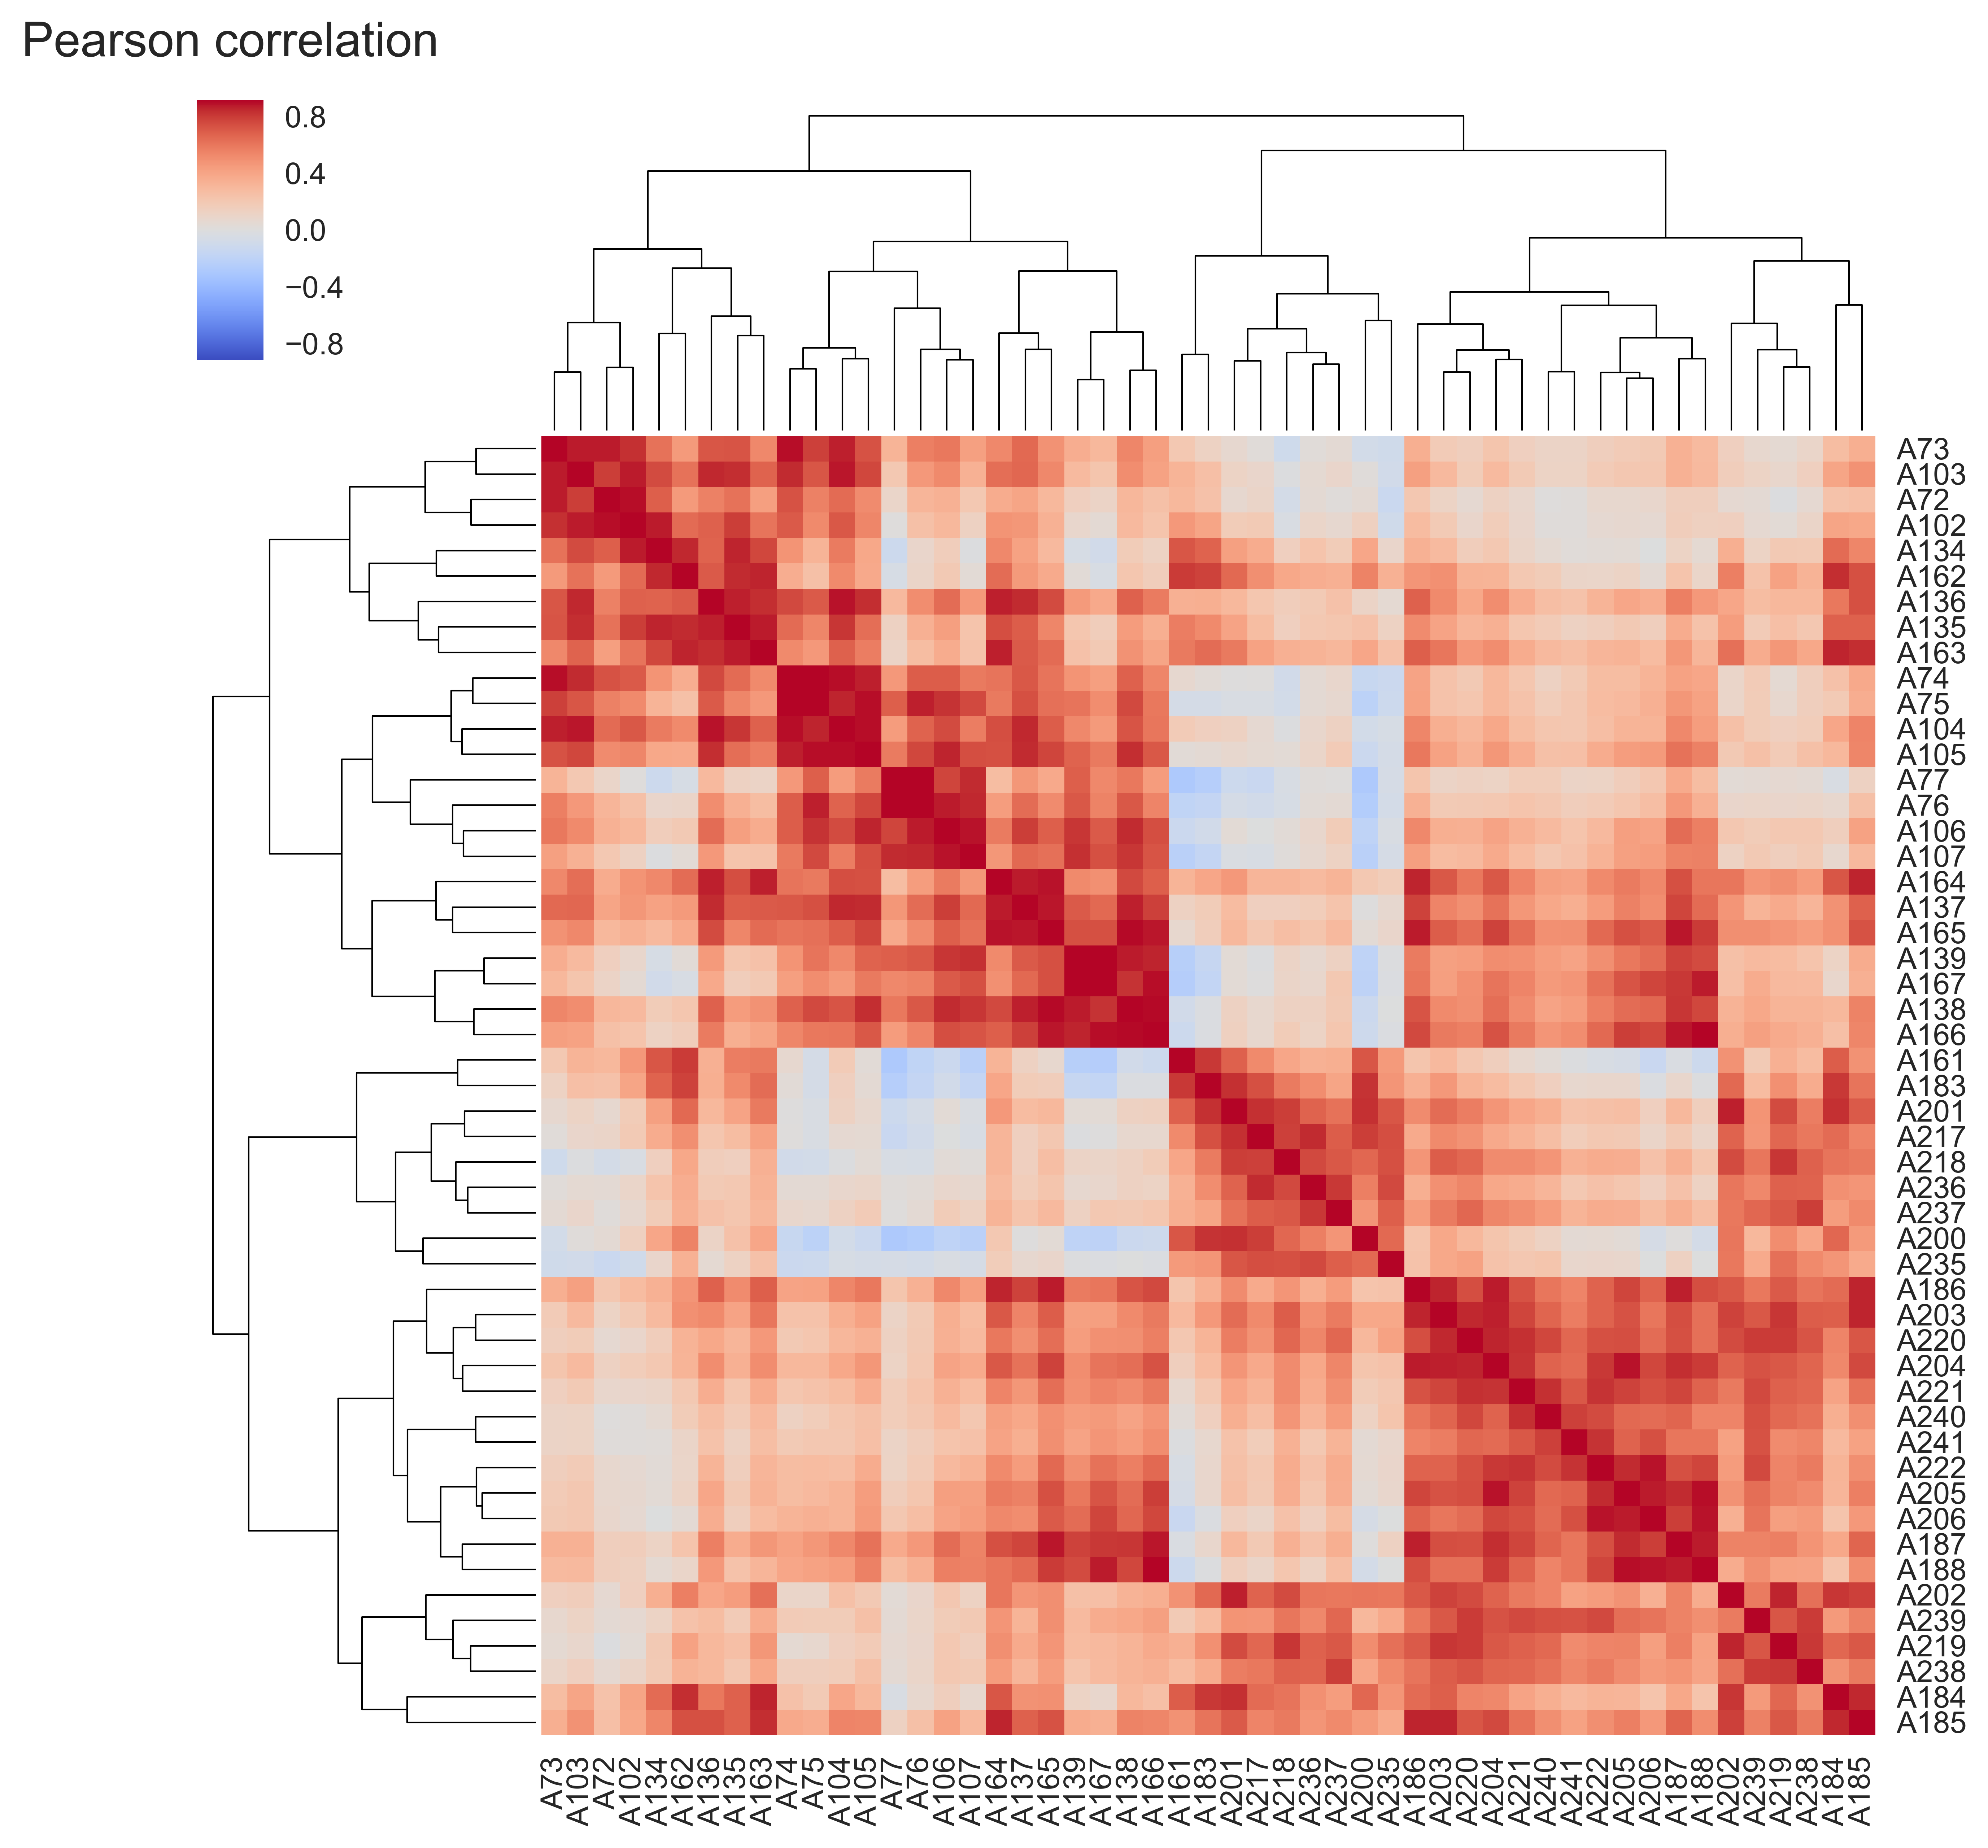 Pearson correlation
0.8
0.4
0.0
−0.4
−0.8
A73
A103
A72
A102
A134
A162
A136
A135
A163
A74
A75
A104
A105
A77
A76
A106
A107
A164
A137
A165
A139
A167
A138
A166
A161
A183
A201
A217
A218
A236
A237
A200
A235
A186
A203
A220
A204
A221
A240
A241
A222
A205
A206
A187
A188
A202
A239
A219
A238
A184
A185
A73
A103
A72
A102
A134
A162
A136
A135
A163
A74
A75
A104
A105
A77
A76
A106
A107
A164
A137
A165
A139
A167
A138
A166
A161
A183
A201
A217
A218
A236
A237
A200
A235
A186
A203
A220
A204
A221
A240
A241
A222
A205
A206
A187
A188
A202
A239
A219
A238
A184
A185